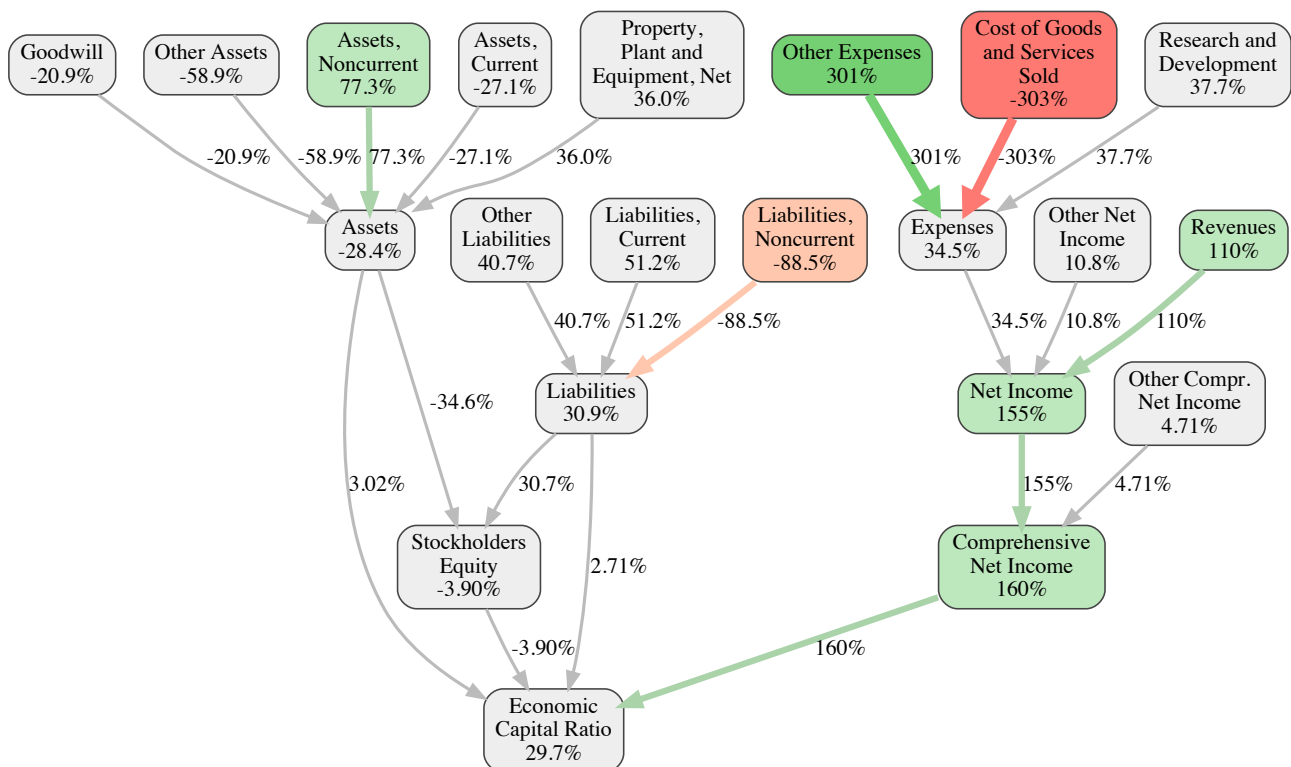 Goodwill
-20.9%
Other Assets
-58.9%
Assets,
Noncurrent
77.3%
Assets,
Current
-27.1%
Property,
Plant and
Equipment, Net
36.0%
Other Expenses
301%
Cost of Goods
and Services
Sold
-303%
Research and
Development
37.7%
-20.9%
-58.9%
77.3%
-27.1%
36.0%
301%
-303%
37.7%
Assets
-28.4%
Other
Liabilities
40.7%
Liabilities,
Current
51.2%
Liabilities,
Noncurrent
-88.5%
Expenses
34.5%
Other Net
Income
10.8%
Revenues
110%
40.7%
51.2%
-88.5%
34.5%
10.8%
110%
-34.6%
Liabilities
30.9%
Net Income
155%
Other Compr.
Net Income
4.71%
3.02%
30.7%
2.71%
155%
4.71%
Stockholders
Equity
-3.90%
Comprehensive
Net Income
160%
-3.90%
160%
Economic
Capital Ratio
29.7%